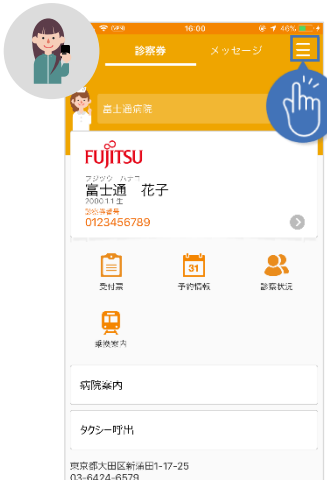 16:00 46%
診察券 メッセージ
富士通病院
FUJITSU
フジツウ ハナコ
富士通 花子
2000.1.1 生
診察券番号
0123456789
31
受付票 予約情報 診察状況
乗換案内
病院案内
タクシー呼出
東京都大田区新蒲田1-17-25
03-6424-6579